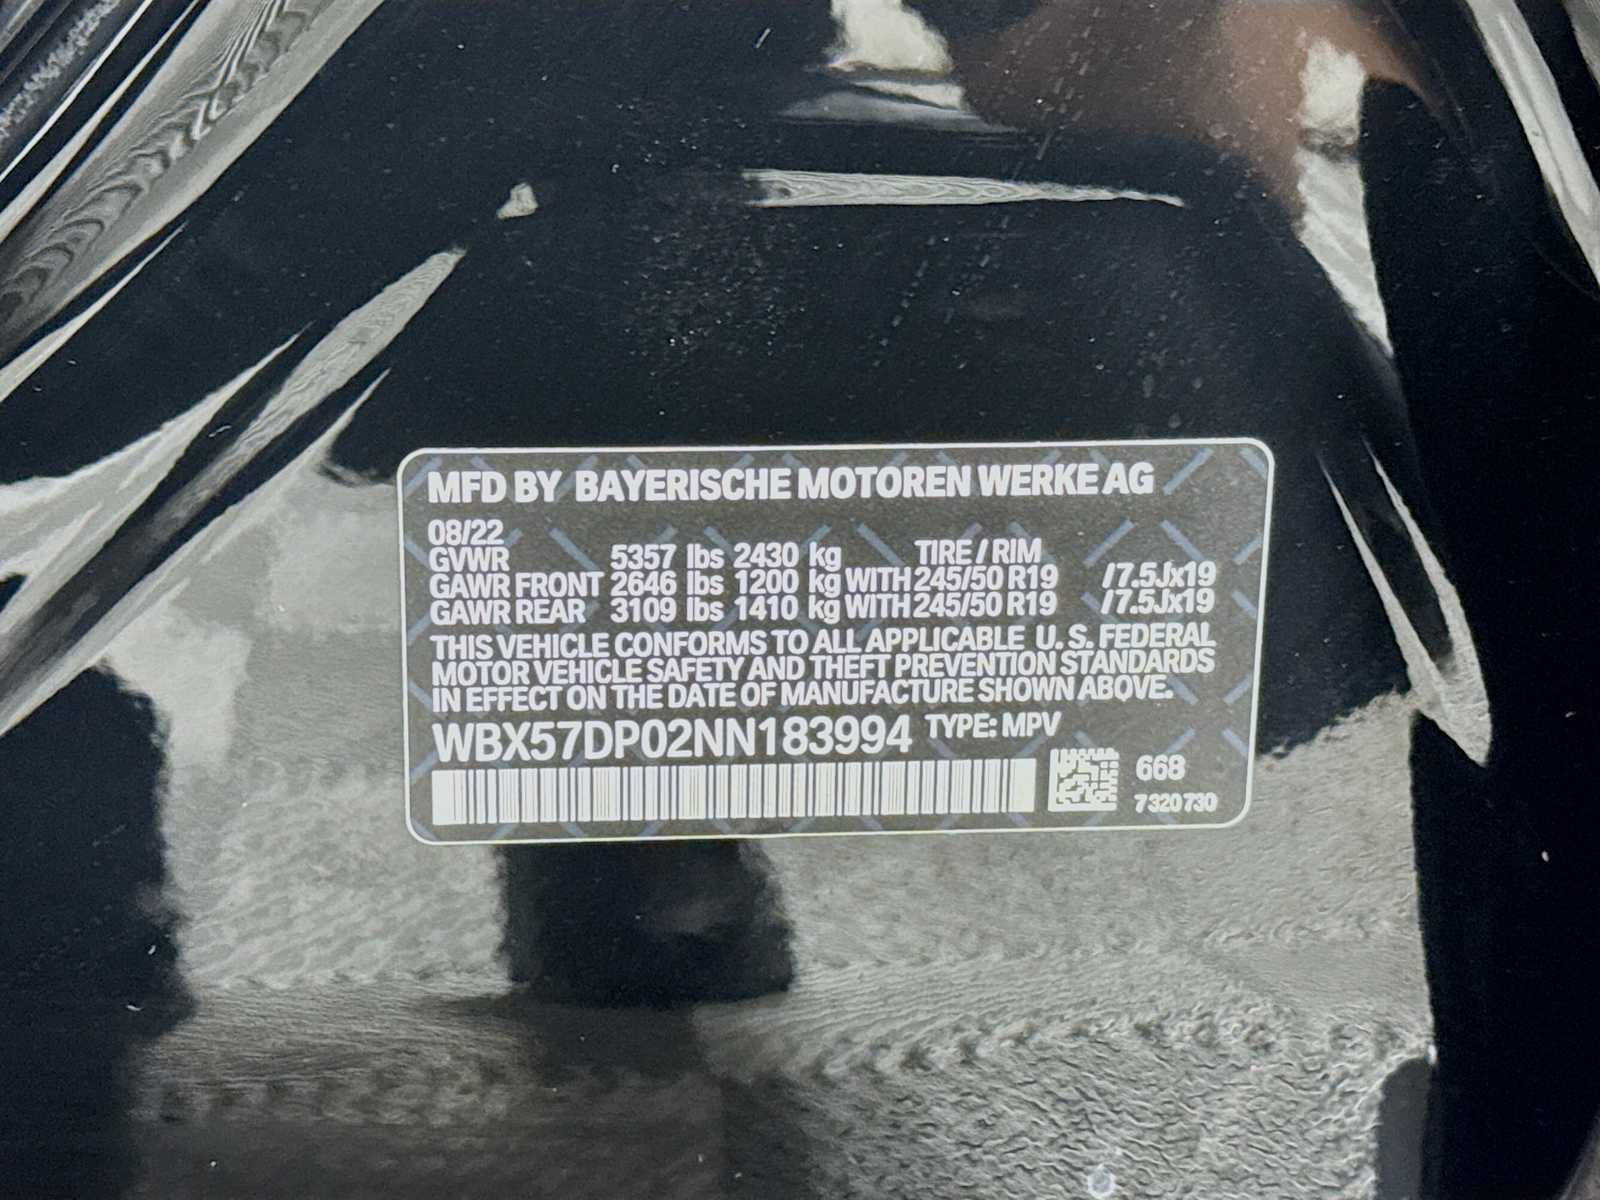 MFD BY BAYERISCHE MOTOREN WERKE AG
08/22
GVWR 5357 lbs 2430 kg TIRE / RIM
GAWR FRONT 2646 lbs 1200 kg WITH 245/50 R19 / 7.5Jx19
GAWR REAR 3109 lbs 1410 kg WITH 245/50 R19 / 7.5Jx19
THIS VEHICLE CONFORMS TO ALL APPLICABLE U. S. FEDERAL
MOTOR VEHICLE SAFETY AND THEFT PREVENTION STANDARDS
IN EFFECT ON THE DATE OF MANUFACTURE SHOWN ABOVE.
WBX57DP02NN183994 TYPE: MPV
668
7 320 730